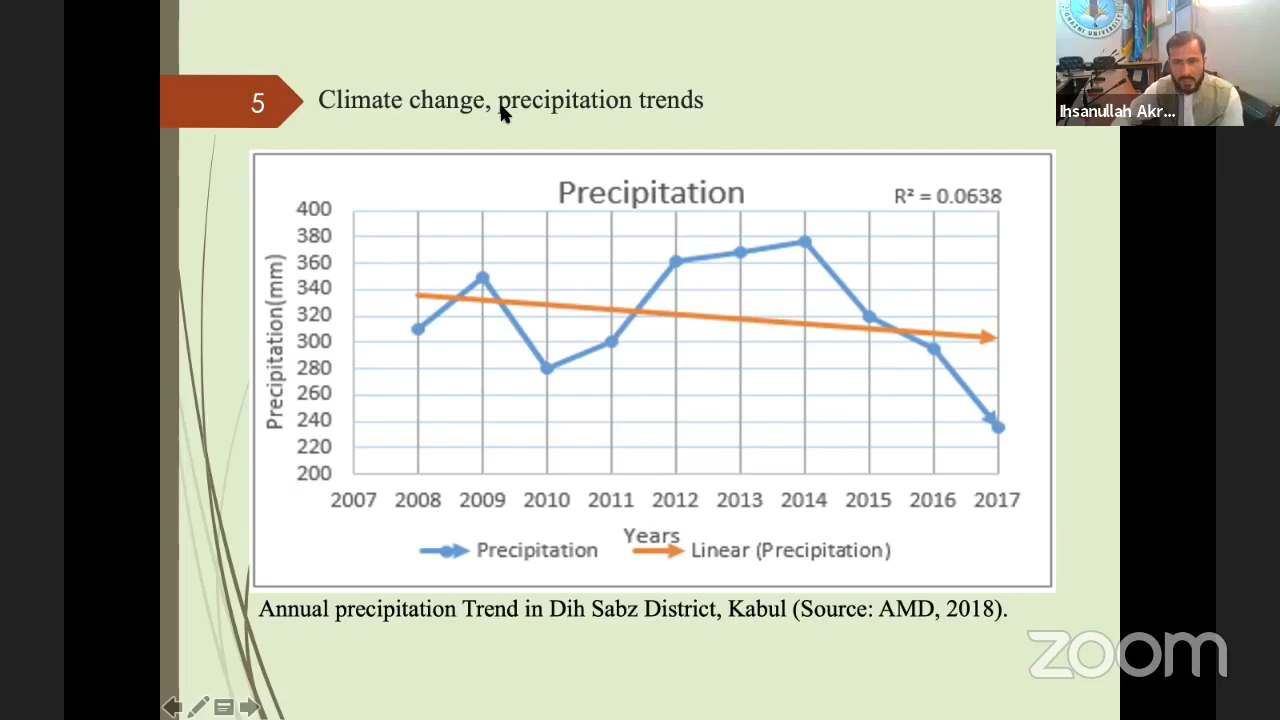 GHAZNI UNIVERSITY
Ihsanullah Akr...
5
Climate change, precipitation trends
Precipitation
R² = 0.0638
Precipitation(mm)
400
380
360
340
320
300
280
260
240
220
200
2007 2008 2009 2010 2011 2012 2013 2014 2015 2016 2017
Years
Precipitation Linear (Precipitation)
Annual precipitation Trend in Dih Sabz District, Kabul (Source: AMD, 2018).
zoom